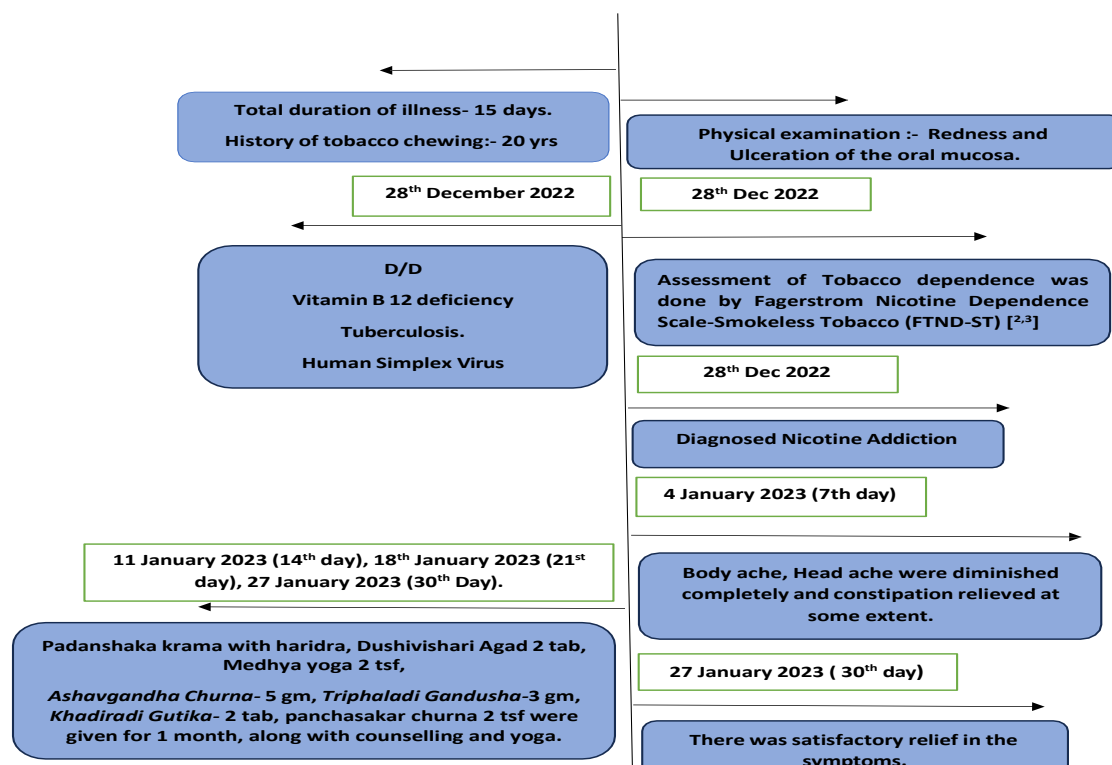 Total duration of illness- 15 days.
History of tobacco chewing:- 20 yrs
Physical examination :- Redness and
Ulceration of the oral mucosa.
28th December 2022
28th Dec 2022
D/D
Vitamin B 12 deficiency
Tuberculosis.
Human Simplex Virus
Assessment of Tobacco dependence was
done by Fagerstrom Nicotine Dependence
Scale-Smokeless Tobacco (FTND-ST) [2,3]
28th Dec 2022
Diagnosed Nicotine Addiction
4 January 2023 (7th day)
11 January 2023 (14th day), 18th January 2023 (21st
day), 27 January 2023 (30th Day).
Body ache, Head ache were diminished
completely and constipation relieved at
some extent.
Padanshaka krama with haridra, Dushivishari Agad 2 tab,
Medhya yoga 2 tsf,
Ashavgandha Churna- 5 gm, Triphaladi Gandusha-3 gm,
Khadiradi Gutika- 2 tab, panchasakar churna 2 tsf were
given for 1 month, along with counselling and yoga.
27 January 2023 ( 30th day)
There was satisfactory relief in the
symptoms.